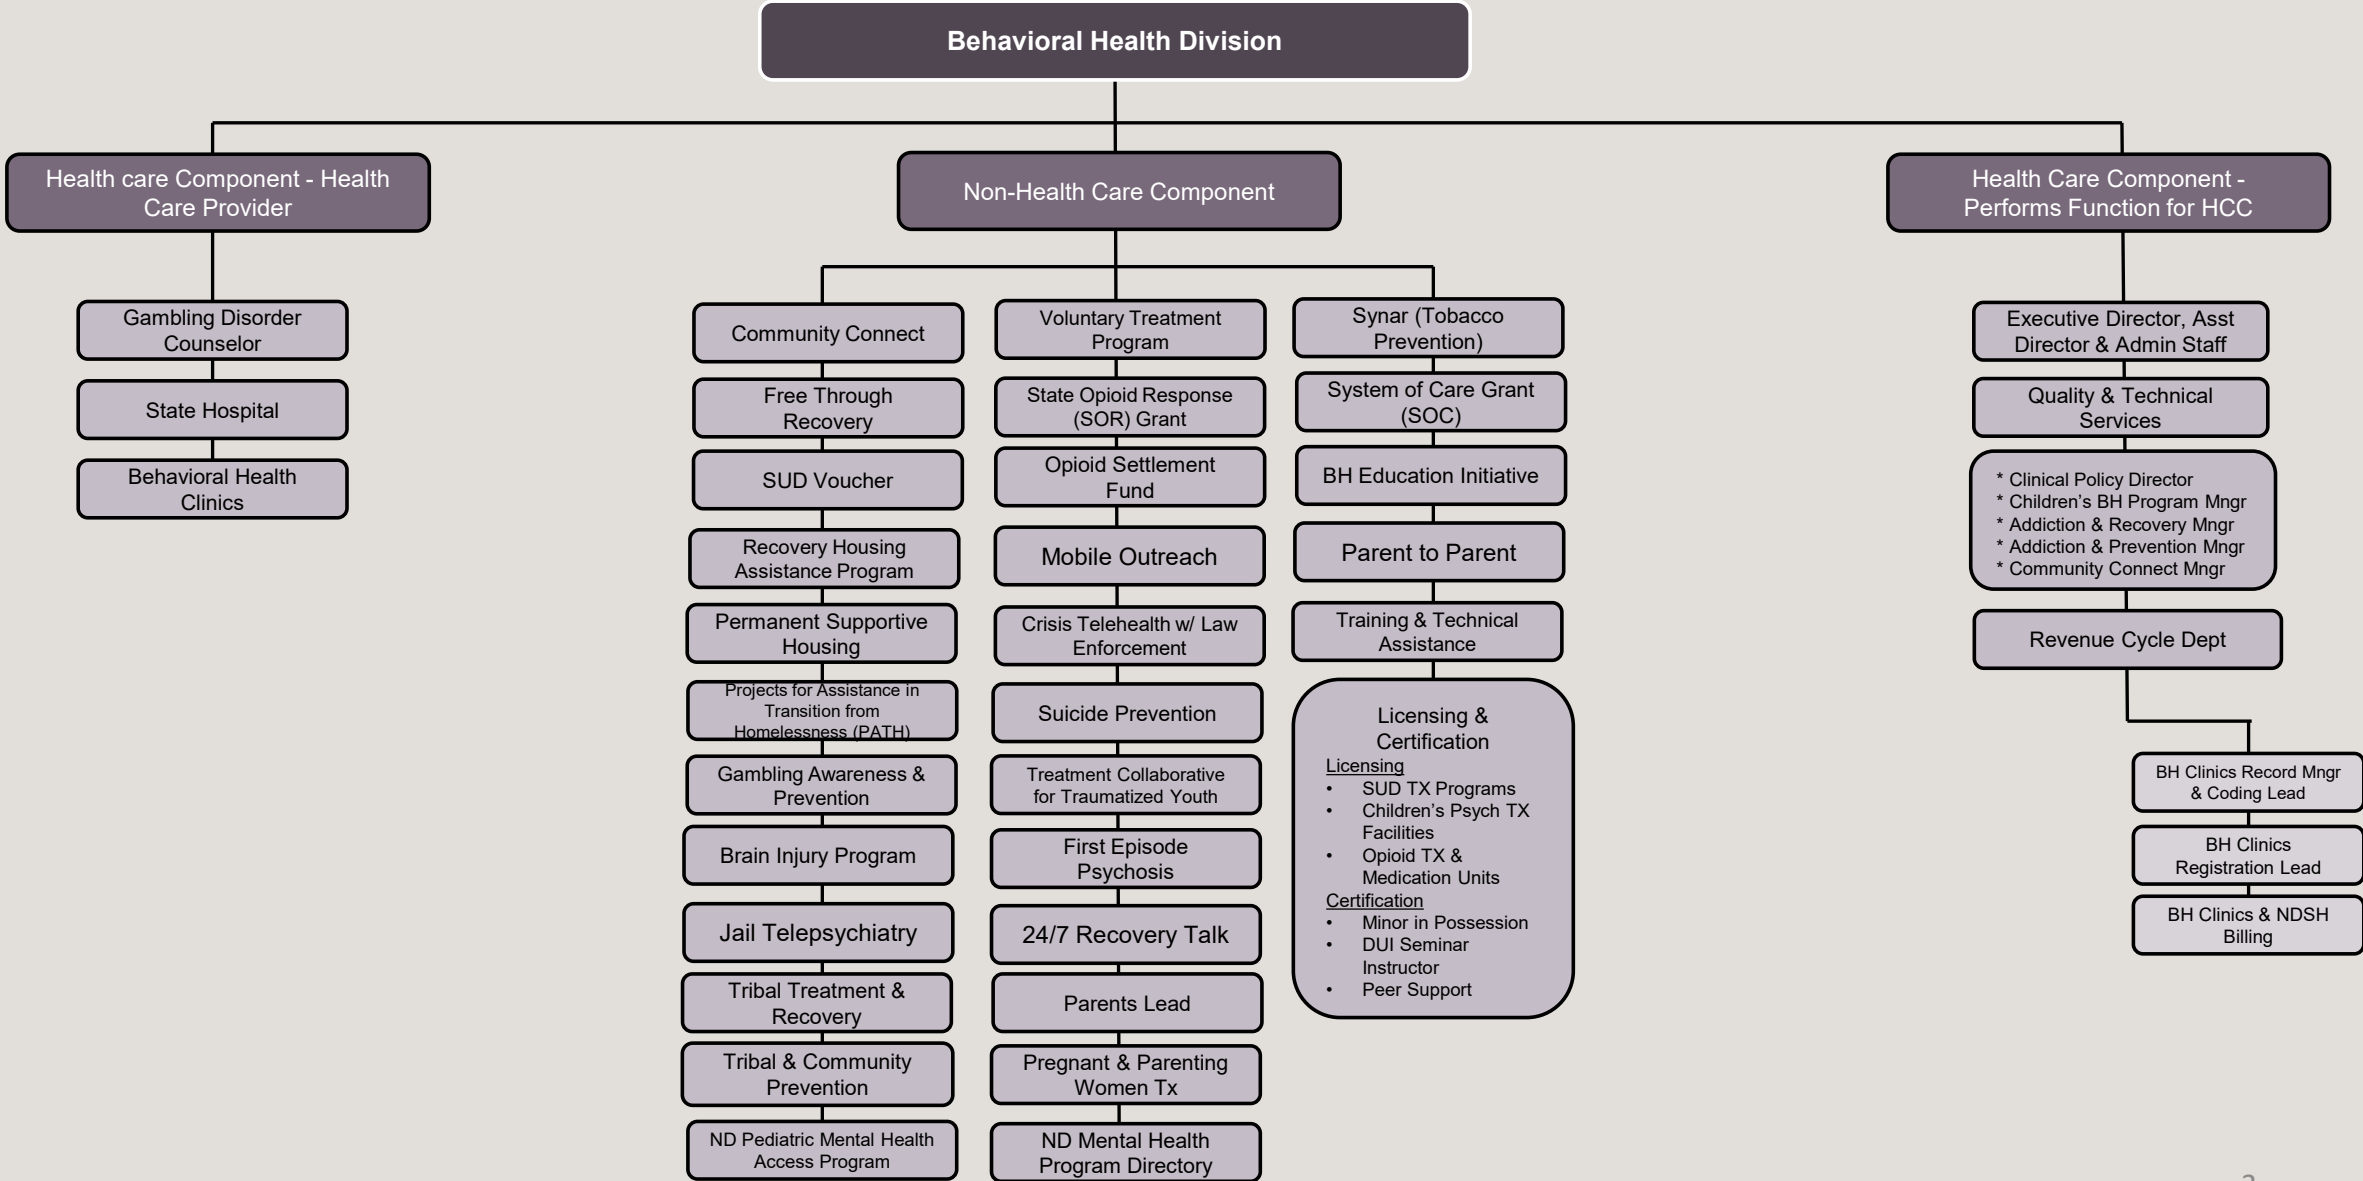 Behavioral Health Division
Health care Component - Health
Care Provider
Gambling Disorder
Counselor
State Hospital
Behavioral Health
Clinics
Non-Health Care Component
Community Connect
Free Through
Recovery
SUD Voucher
Recovery Housing
Assistance Program
Permanent Supportive
Housing
Projects for Assistance in
Transition from
Homelessness (PATH)
Gambling Awareness &
Prevention
Brain Injury Program
Jail Telepsychiatry
Tribal Treatment &
Recovery
Tribal & Community
Prevention
ND Pediatric Mental Health
Access Program
Voluntary Treatment
Program
State Opioid Response
(SOR) Grant
Opioid Settlement
Fund
Mobile Outreach
Crisis Telehealth w/ Law
Enforcement
Suicide Prevention
Treatment Collaborative
for Traumatized Youth
First Episode
Psychosis
24/7 Recovery Talk
Parents Lead
Pregnant & Parenting
Women Tx
ND Mental Health
Program Directory
Synar (Tobacco
Prevention)
System of Care Grant
(SOC)
BH Education Initiative
Parent to Parent
Training & Technical
Assistance
Licensing &
Certification
Licensing
• SUD TX Programs
• Children’s Psych TX
Facilities
• Opioid TX &
Medication Units
Certification
• Minor in Possession
• DUI Seminar
Instructor
• Peer Support
Health Care Component -
Performs Function for HCC
Executive Director, Asst
Director & Admin Staff
Quality & Technical
Services
* Clinical Policy Director
* Children’s BH Program Mngr
* Addiction & Recovery Mngr
* Addiction & Prevention Mngr
* Community Connect Mngr
Revenue Cycle Dept
BH Clinics Record Mngr
& Coding Lead
BH Clinics
Registration Lead
BH Clinics & NDSH
Billing